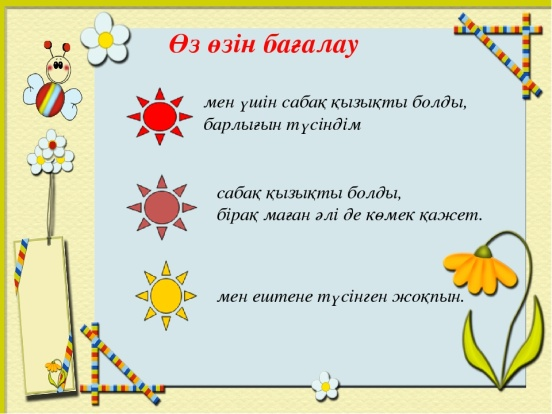 Өз өзін бағалау
мен үшін сабақ қызықты болды,
барлығын түсіндім
сабақ қызықты болды,
бірақ маған әлі де көмек қажет.
мен ештене түсінген жоқпын.